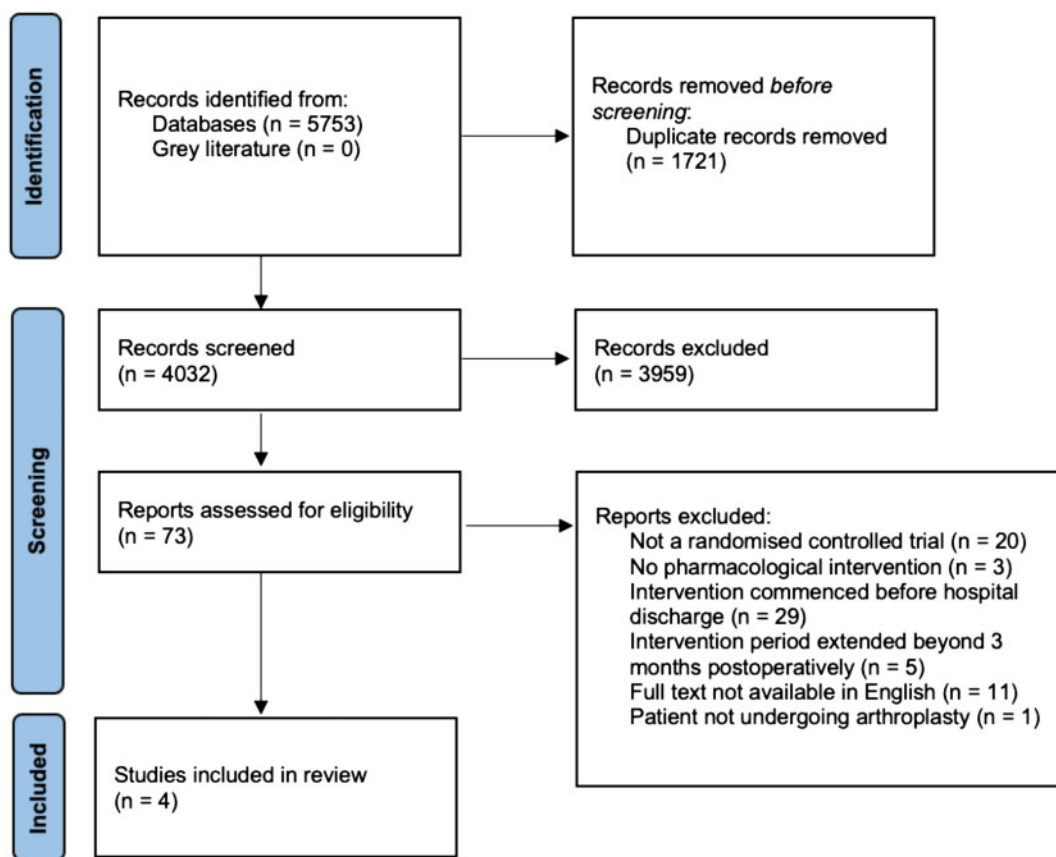 Identification
Records identified from:
Databases (n = 5753)
Grey literature (n = 0)
Records removed before
screening:
Duplicate records removed
(n = 1721)
Screening
Records screened
(n = 4032)
Records excluded
(n = 3959)
Reports assessed for eligibility
(n = 73)
Reports excluded:
Not a randomised controlled trial (n = 20)
No pharmacological intervention (n = 3)
Intervention commenced before hospital
discharge (n = 29)
Intervention period extended beyond 3
months postoperatively (n = 5)
Full text not available in English (n = 11)
Patient not undergoing arthroplasty (n = 1)
Included
Studies included in review
(n = 4)